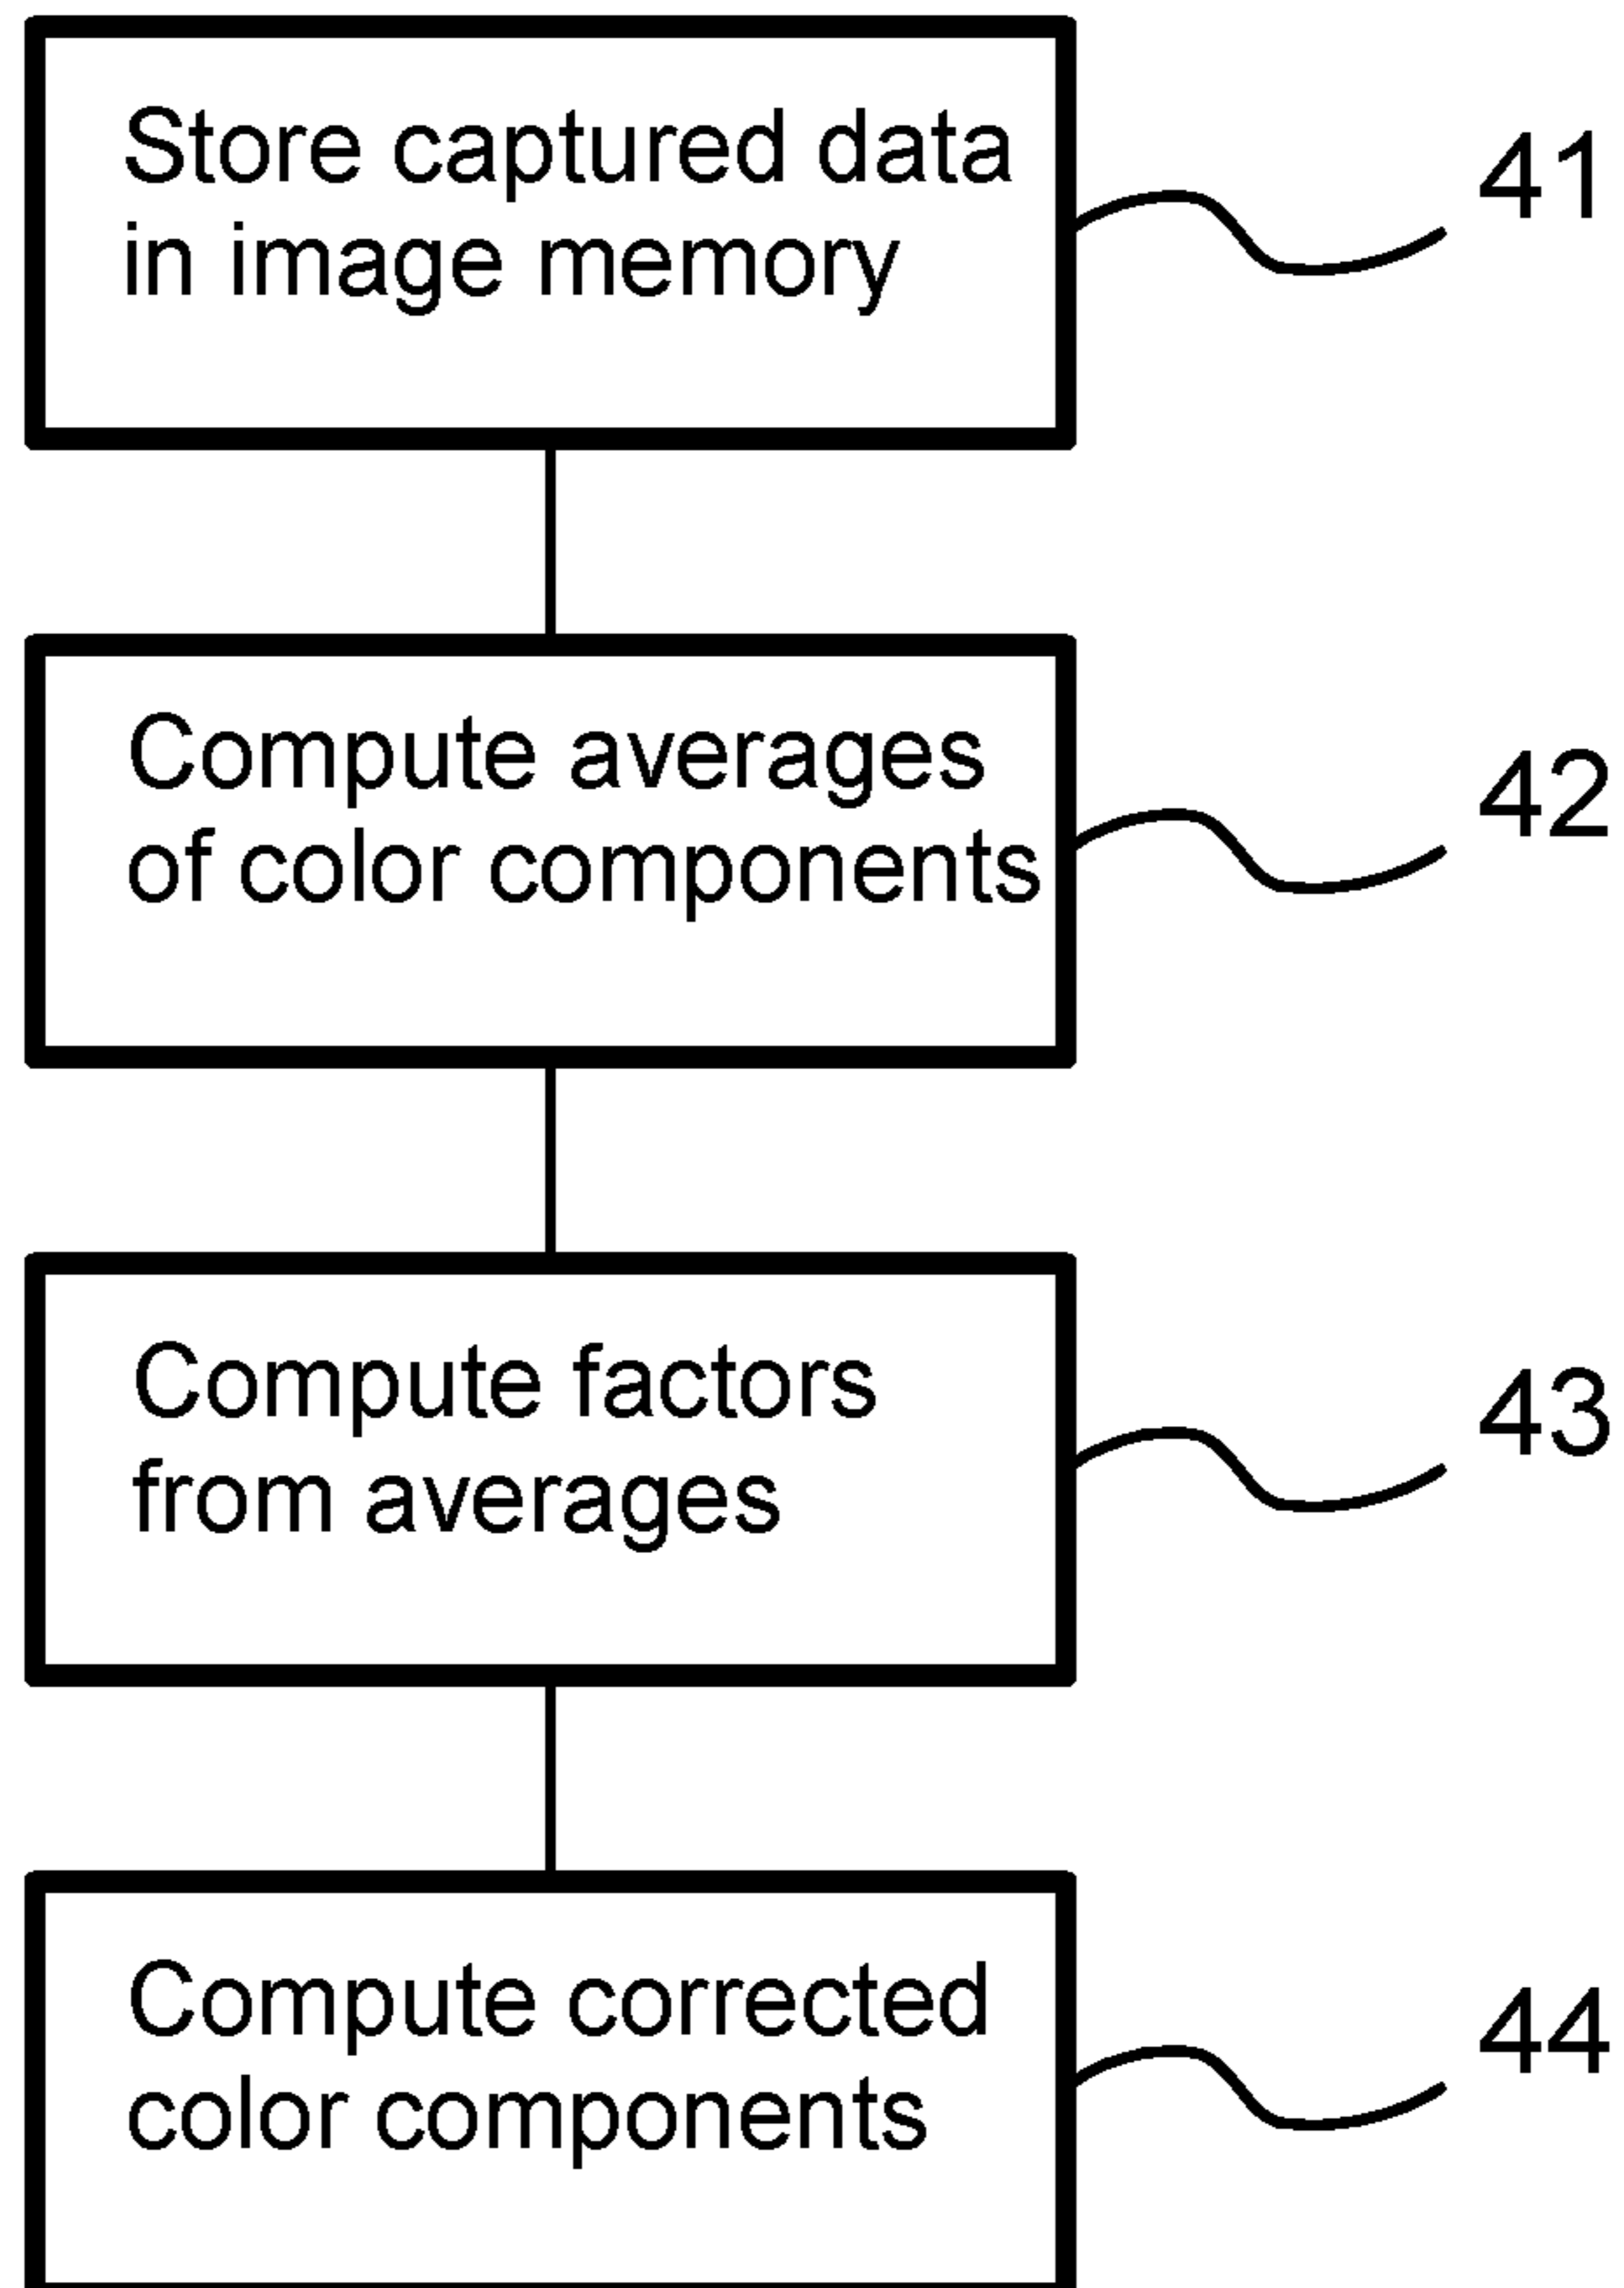 Store captured data
in image memory
41
Compute averages
of color components
42
Compute factors
from averages
43
Compute corrected
color components
44